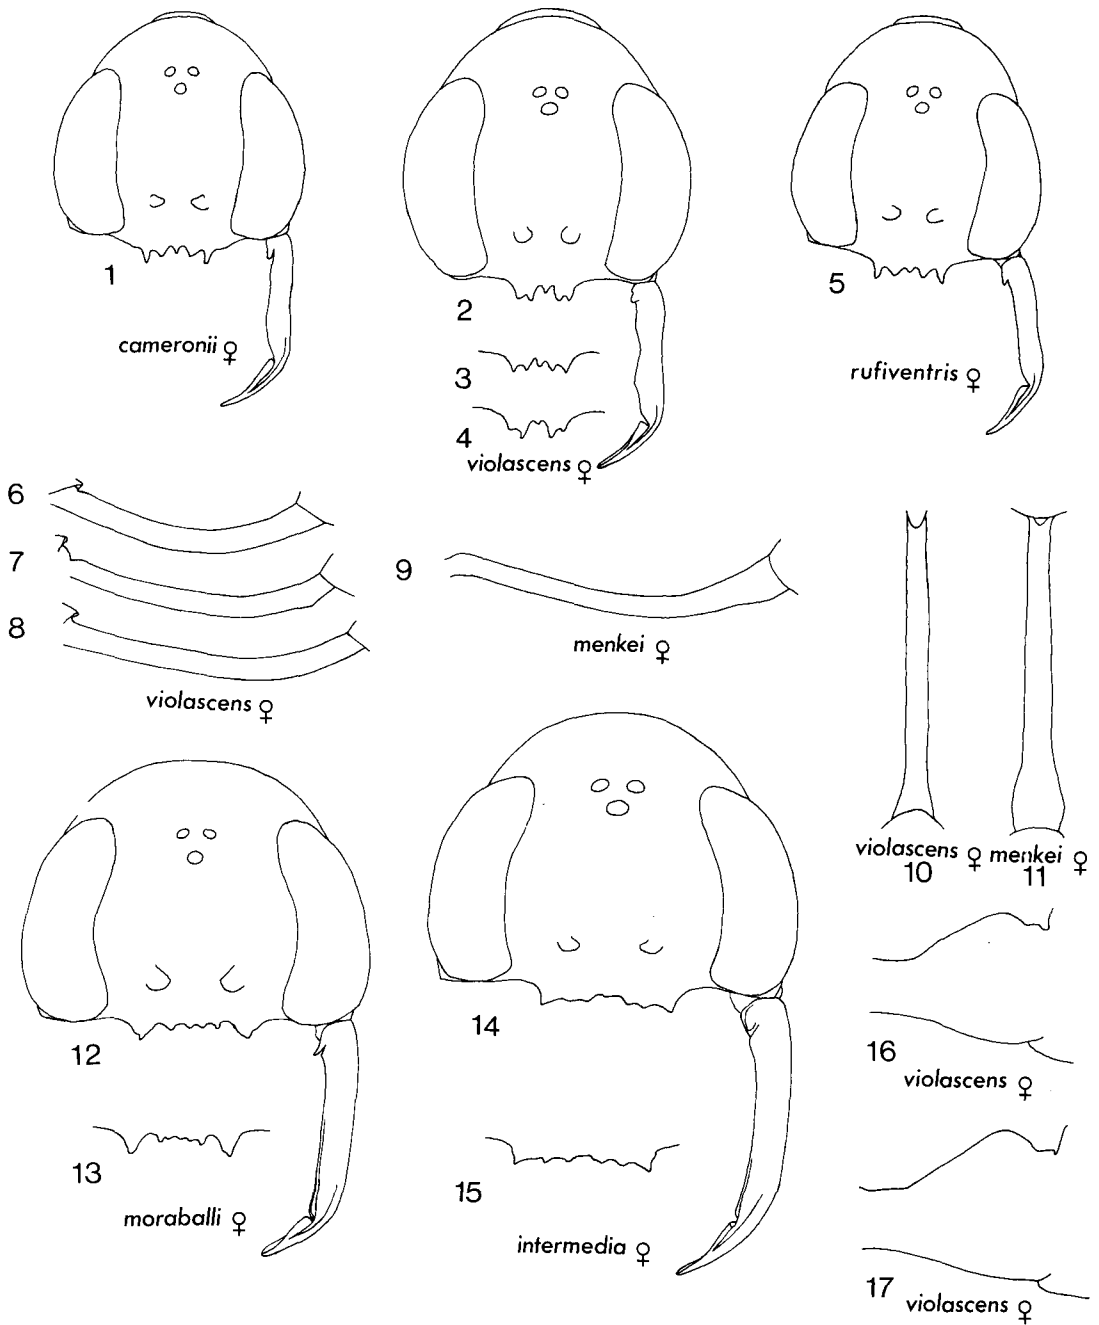 1
cameronii ♀
2
3
4
violascens ♀
5
rufiventris ♀
6
7
8
violascens ♀
9
menkei ♀
violascens ♀
10
menkei ♀
11
12
13
moraballi ♀
14
15
intermedia ♀
16
violascens ♀
17
violascens ♀